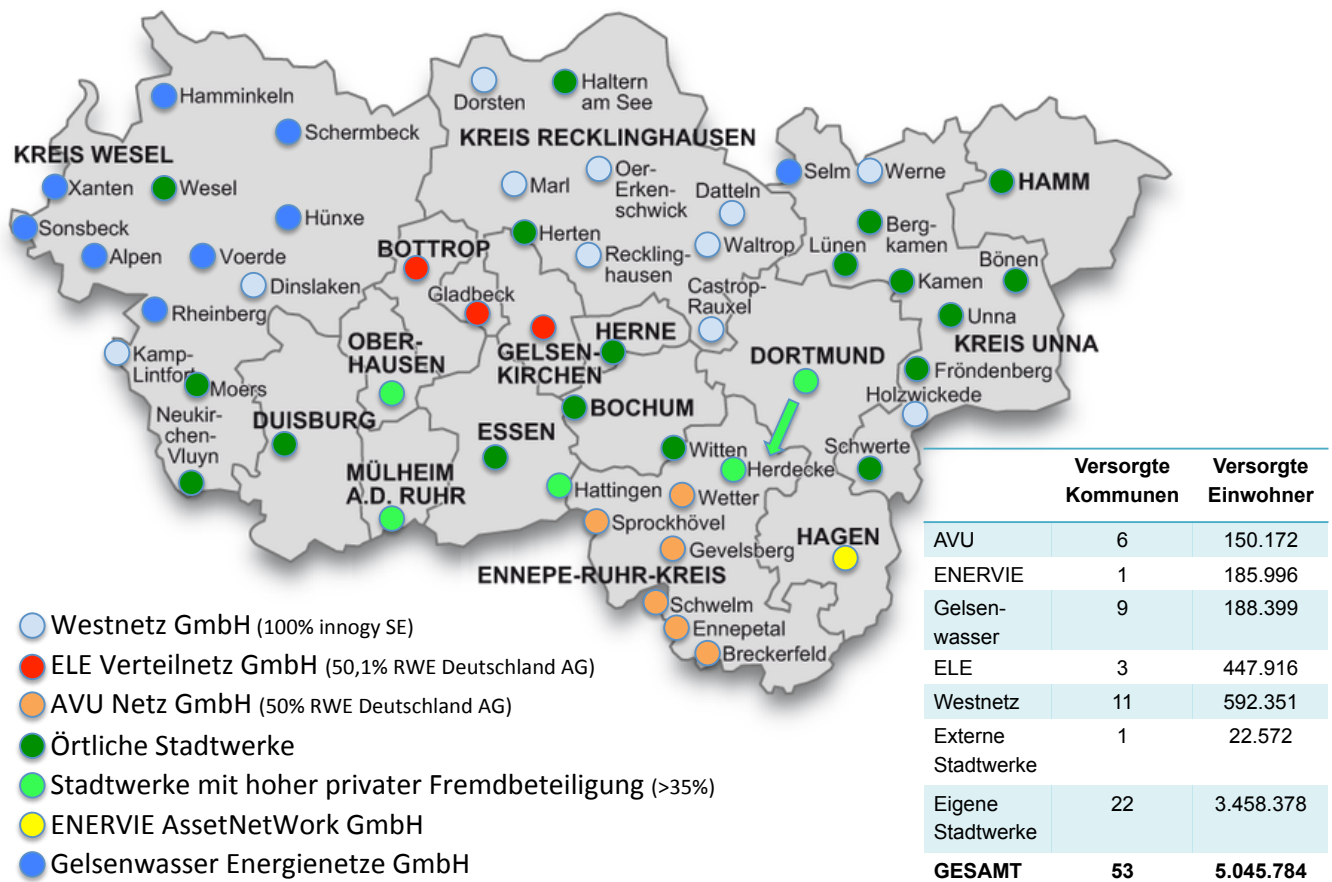 Hamminkeln
Schermbeck
KREIS WESEL
Xanten
Wesel
Sonsbeck
Hünxe
Alpen
Voerde
Dinslaken
Rheinberg
Kamp-
Lintfort
Moers
Neukir-
chen-
Vluyn
Dorsten
Haltern
am See
KREIS RECKLINGHAUSEN
Marl
Oer-
Erken-
schwick
Datteln
Herten
Reckling-
hausen
Waltrop
Castrop-
Rauxel
BOTTROP
Gladbeck
OBER-
HAUSEN
GELSEN-
KIRCHEN
HERNE
DUISBURG
MÜLHEIM
A.D. RUHR
ESSEN
BOCHUM
DORTMUND
Selm
Werne
HAMM
Berg-
kamen
Lünen
Bönen
Kamen
Unna
KREIS UNNA
Fröndenberg
Holzwickede
Schwerte
Witten
Herdecke
Hattingen
Wetter
Sprockhövel
Gevelsberg
HAGEN
ENNEPE-RUHR-KREIS
Schwelm
Ennepetal
Breckerfeld
Westnetz GmbH (100% innogy SE)
ELE Verteilnetz GmbH (50,1% RWE Deutschland AG)
AVU Netz GmbH (50% RWE Deutschland AG)
Örtliche Stadtwerke
Stadtwerke mit hoher privater Fremdbeteiligung (>35%)
ENERVIE AssetNetWork GmbH
Gelsenwasser Energienetze GmbH
Versorgte Versorgte
Kommunen Einwohner
AVU 6 150.172
ENERVIE 1 185.996
Gelsen- 9 188.399
wasser
ELE 3 447.916
Westnetz 11 592.351
Externe 1 22.572
Stadtwerke
Eigene 22 3.458.378
Stadtwerke
GESAMT 53 5.045.784